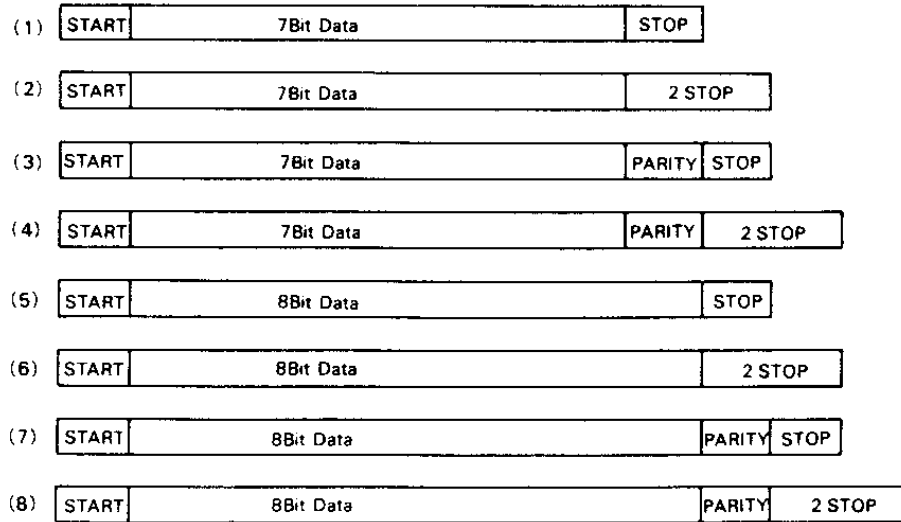 (1) START 7Bit Data STOP
(2) START 7Bit Data 2 STOP
(3) START 7Bit Data PARITY STOP
(4) START 7Bit Data PARITY 2 STOP
(5) START 8Bit Data STOP
(6) START 8Bit Data 2 STOP
(7) START 8Bit Data PARITY STOP
(8) START 8Bit Data PARITY 2 STOP